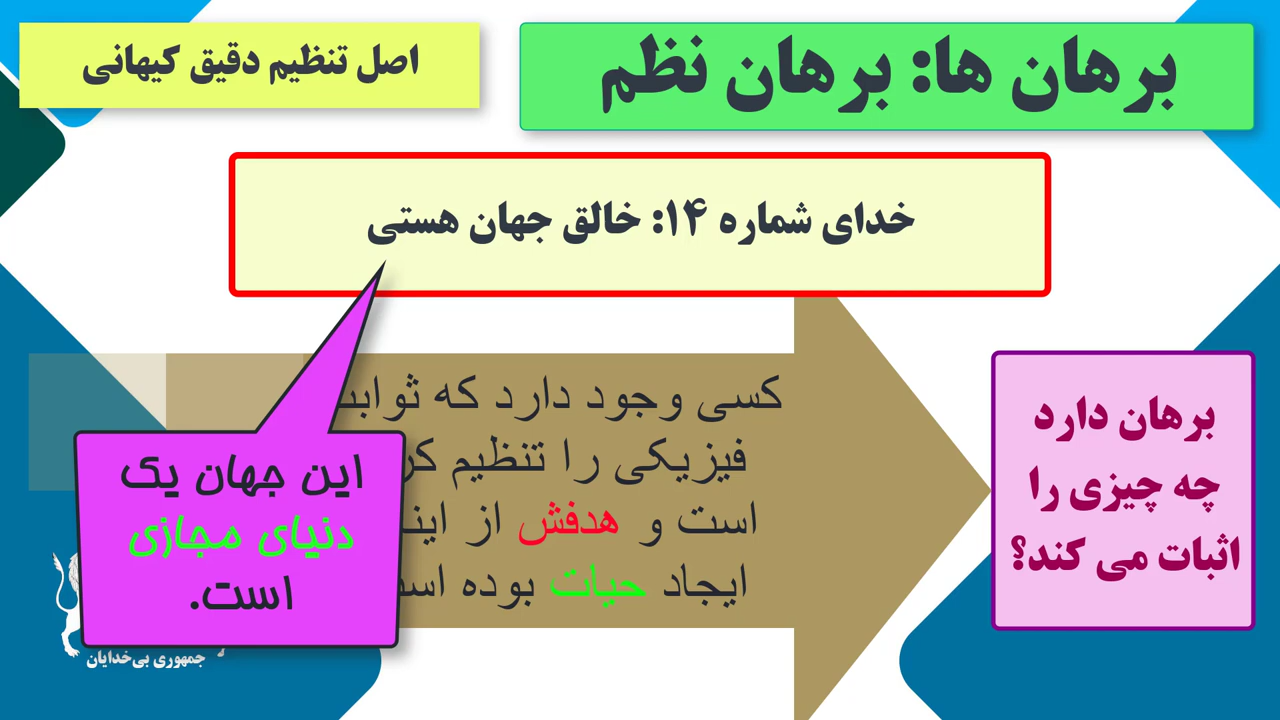 برهان ها: برهان نظم
اصل تنظیم دقیق کیهانی
خدای شماره ۱۴: خالق جهان هستی
کسی وجود دارد که ثوابت
فیزیکی را تنظیم
است و هدفش از
ایجاد حیات بوده
این جهان یک
دنیای مجازی
است.
برهان دارد
چه چیزی را
اثبات می کند؟
جمهوری بی‌خدایان